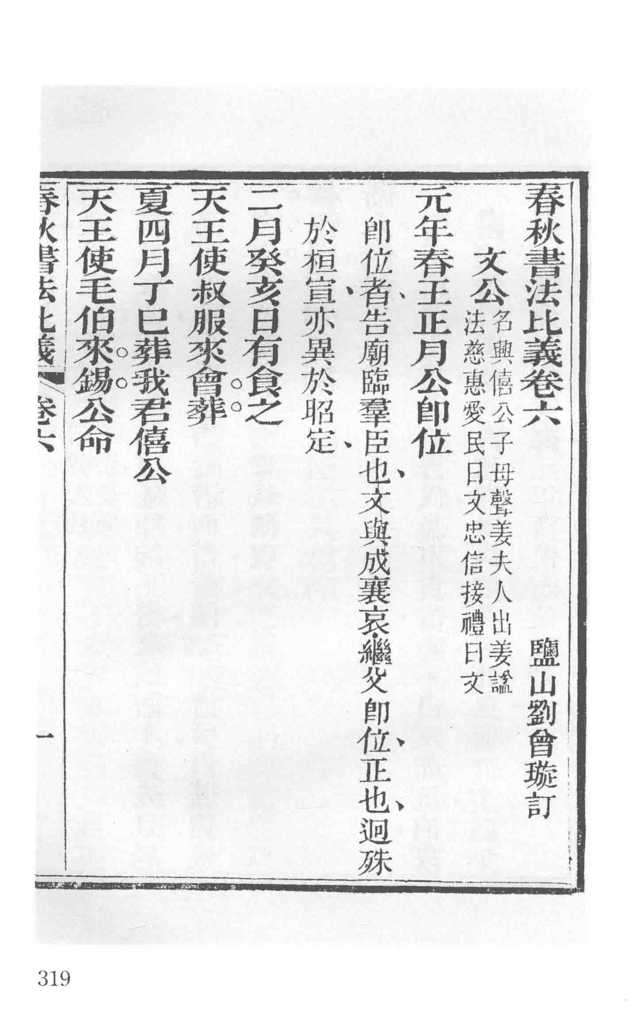 春秋書法比義卷六
鹽山劉曾璇訂
文公
名興僖公子母聲姜夫人出姜諡
法慈惠愛民曰文忠信接禮曰文
元年春王正月公卽位
卽位者告廟臨羣臣也文與成襄哀繼父卽位正也迥殊
於桓宣亦異於昭定
二月癸亥日有食之
天王使叔服來會葬
夏四月丁巳葬我君僖公
天王使毛伯來錫公命
春秋書法比義
卷六
一
319